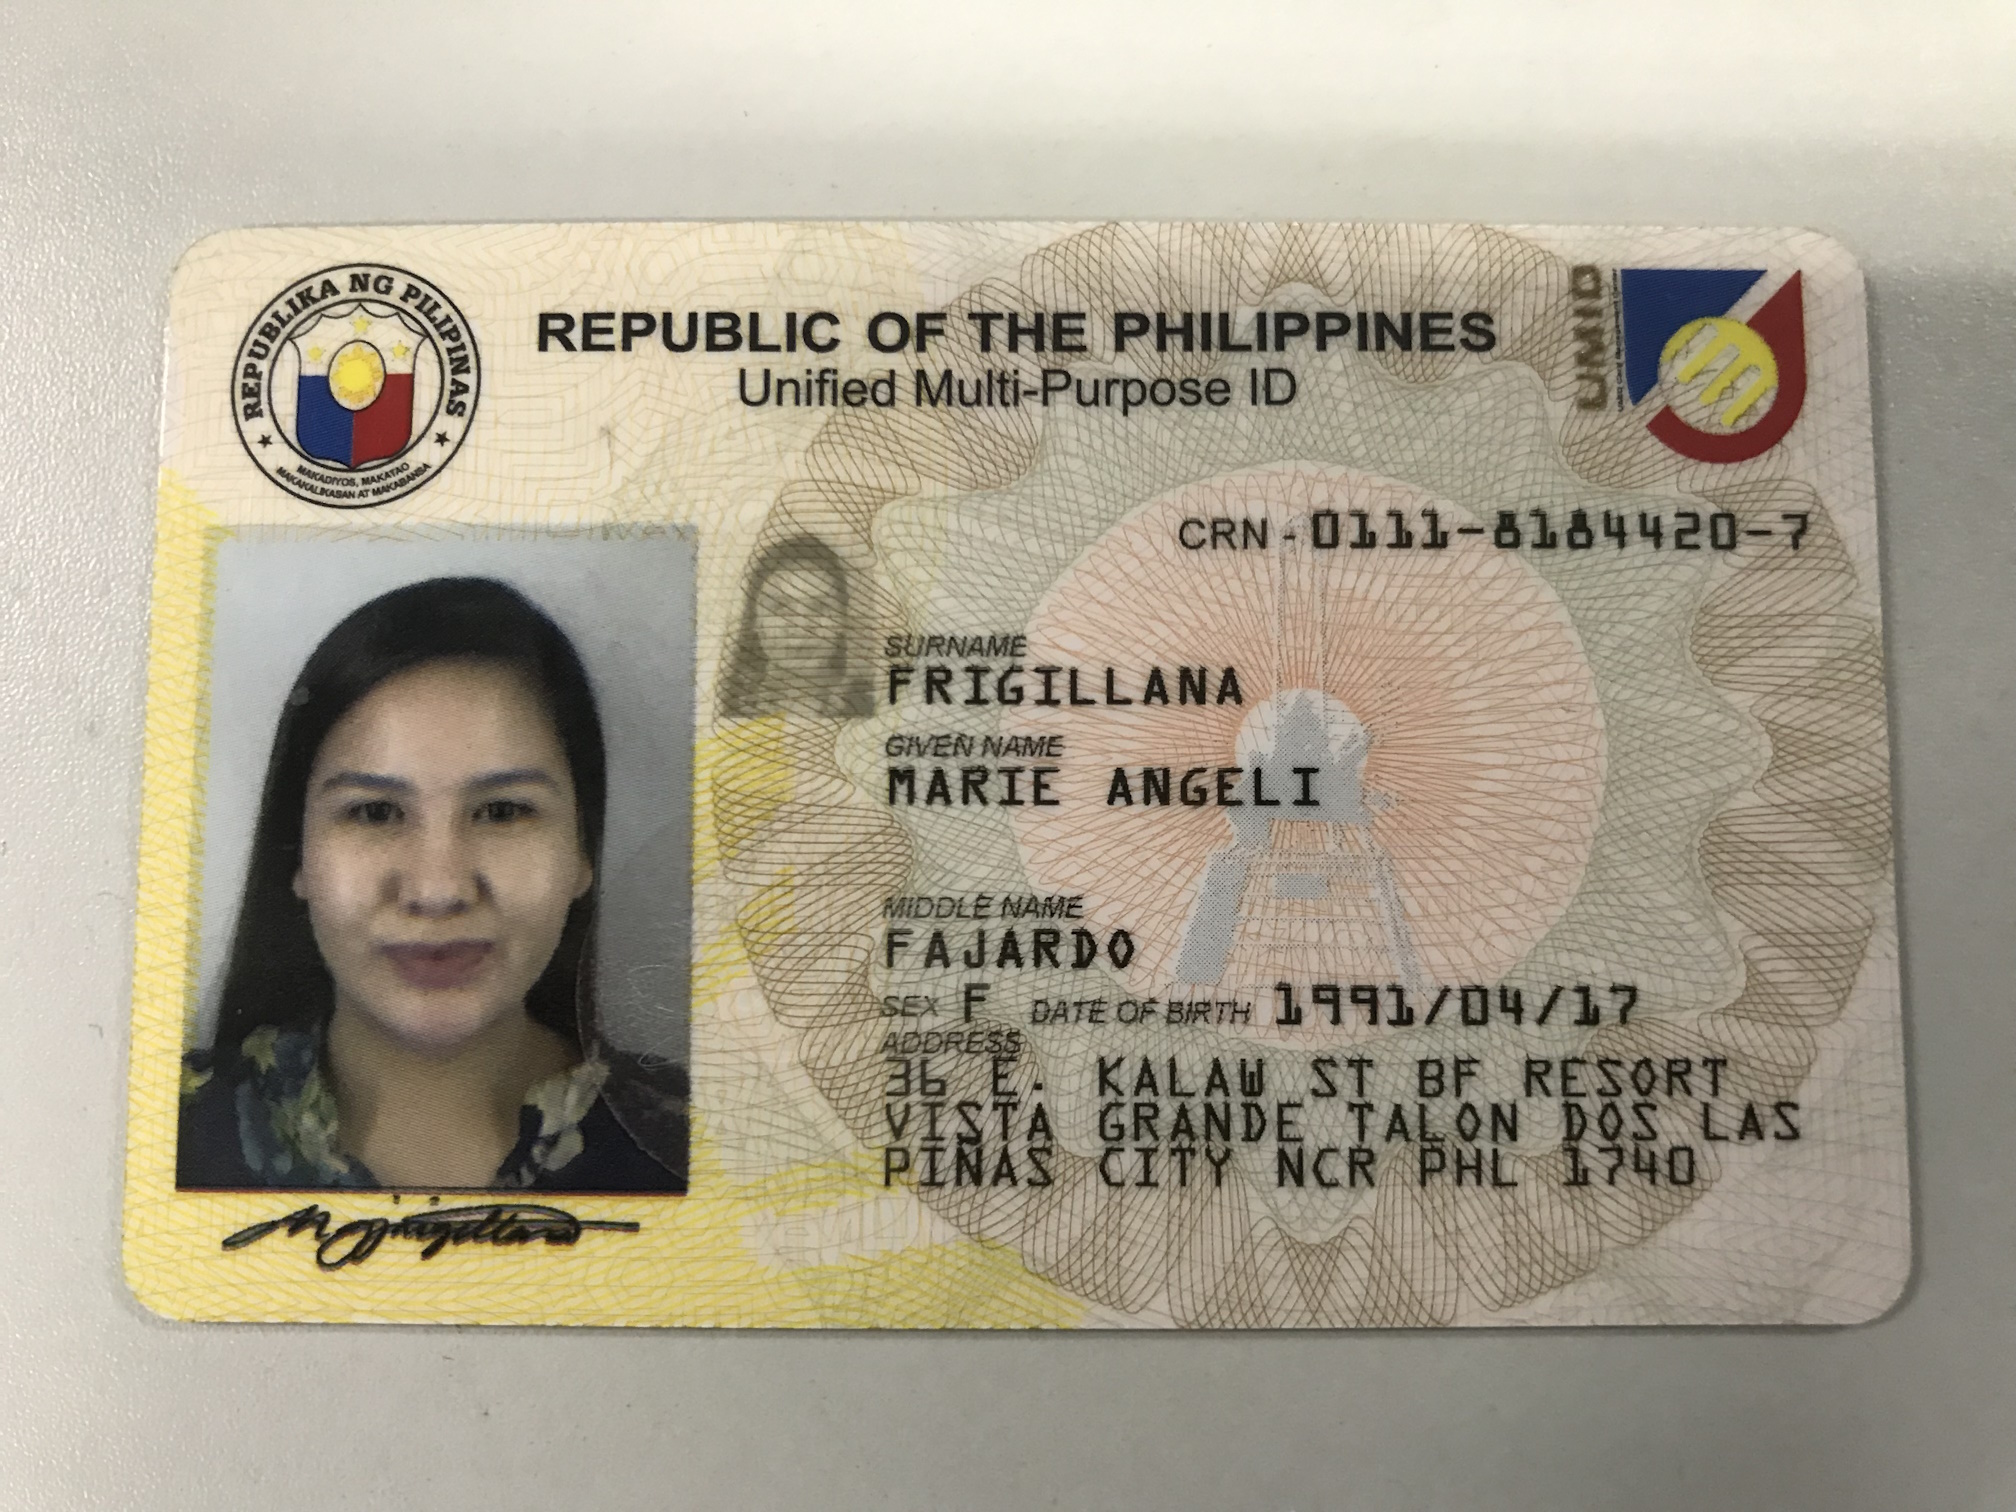 REPUBLIKA NG PILIPINAS
MAKADIYOS, MAKATAO
MAKAKALIKASAN AT MAKABANSA
REPUBLIC OF THE PHILIPPINES
Unified Multi-Purpose ID
UMID
CRN - 0111-8184420-7
SURNAME
FRIGILLANA
GIVEN NAME
MARIE ANGELI
MIDDLE NAME
FAJARDO
SEX F DATE OF BIRTH 1991/04/17
ADDRESS
36 E. KALAW ST BF RESORT
VISTA GRANDE TALON DOS LAS
PIÑAS CITY NCR PHL 1740